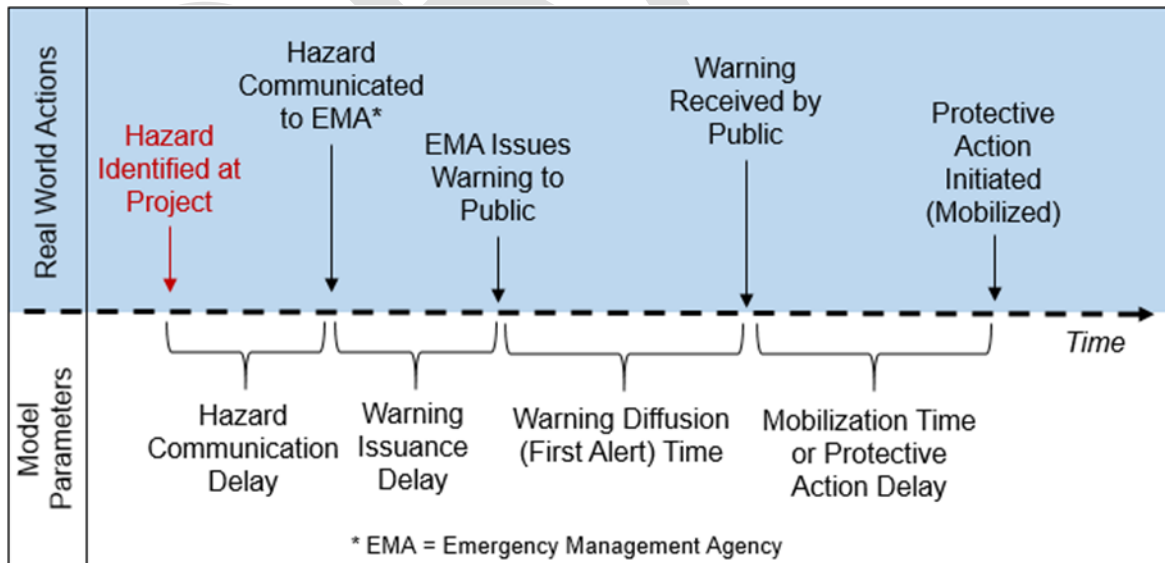 Real World Actions
Hazard
Identified at
Project
Hazard
Communicated
to EMA*
EMA Issues
Warning to
Public
Warning
Received by
Public
Protective
Action
Initiated
(Mobilized)
Time
Model
Parameters
Hazard
Communication
Delay
Warning
Issuance
Delay
Warning Diffusion
(First Alert) Time
Mobilization Time
or Protective
Action Delay
* EMA = Emergency Management Agency